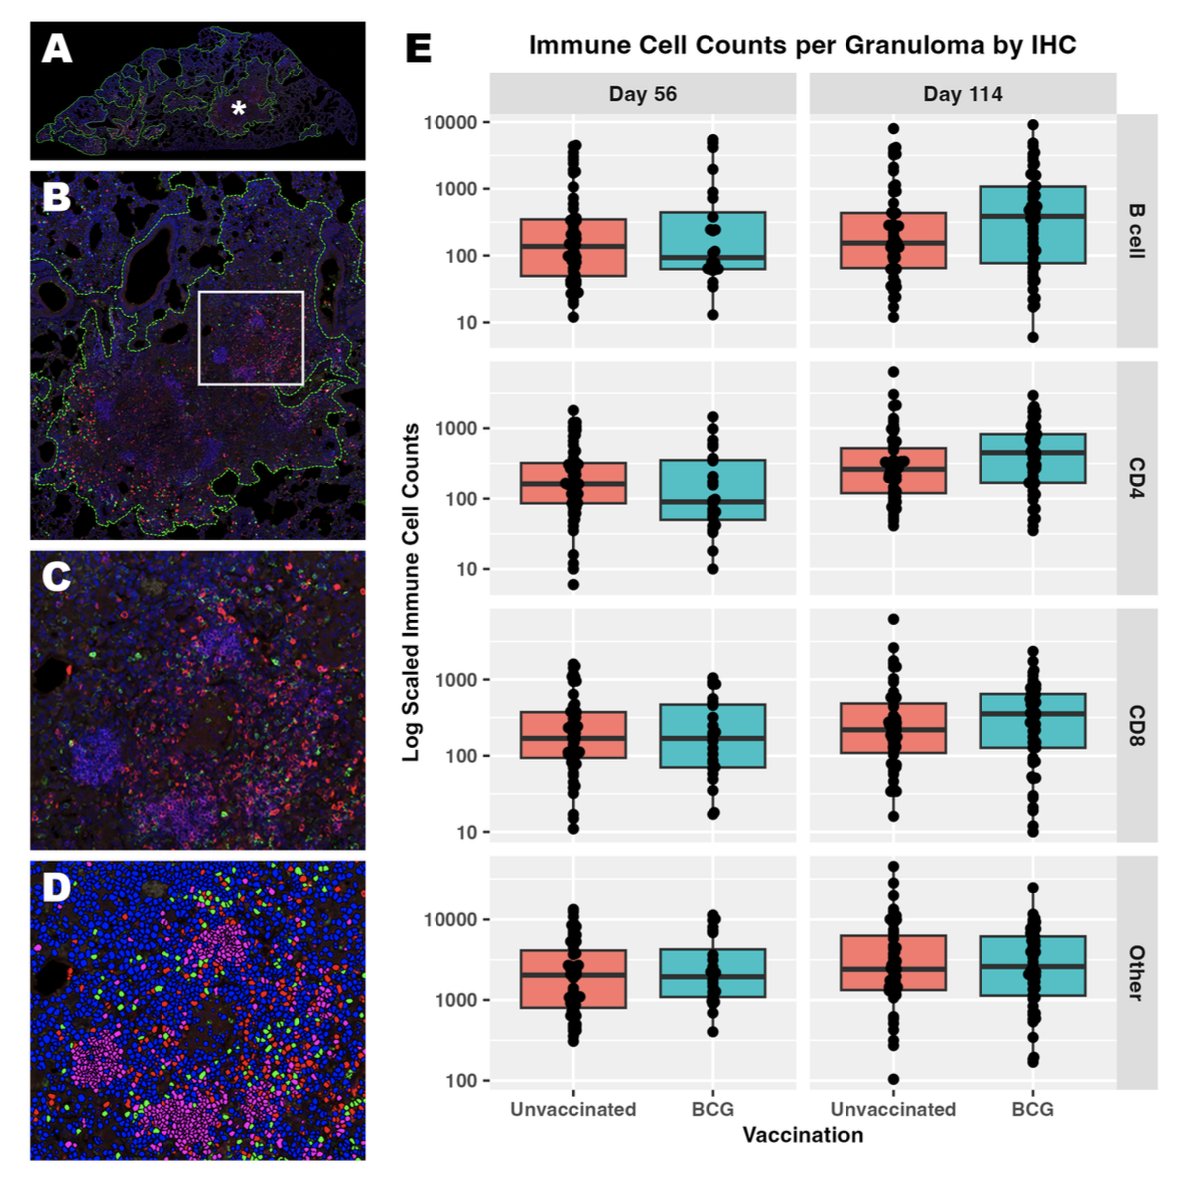 A
B
C
D
E
Immune Cell Counts per Granuloma by IHC
Day 56
Day 114
10000
1000
100
10
B cell
1000
100
10
CD4
1000
100
10
CD8
10000
1000
100
Other
Log Scaled Immune Cell Counts
Unvaccinated
BCG
Unvaccinated
BCG
Vaccination
*